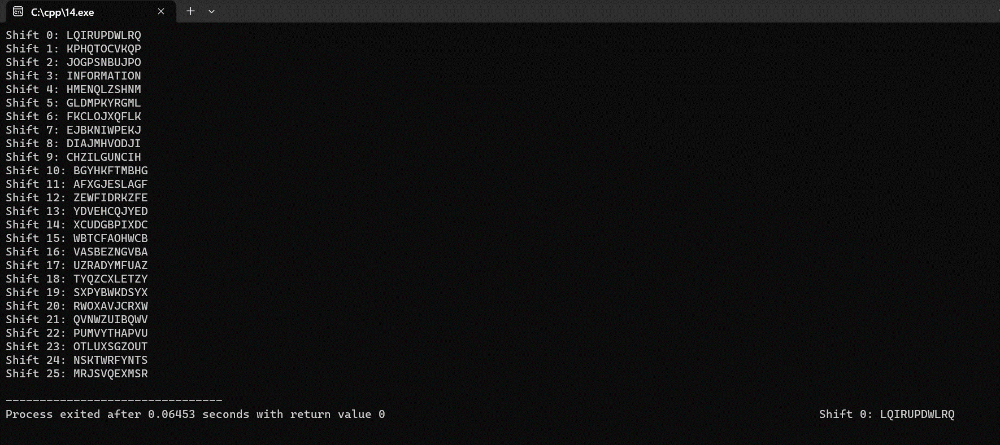 C:\cpp\14.exe
Shift 0: LQIRUPDWLRQ
Shift 1: KPHQTOCVKQP
Shift 2: JOGPSNBUJPO
Shift 3: INFORMATION
Shift 4: HMENQLZSHNM
Shift 5: GLDMPKYRGML
Shift 6: FKCLOJXQFLK
Shift 7: EJBKNIWPEKJ
Shift 8: DIAJMHVODJI
Shift 9: CHZILGUNCIH
Shift 10: BGYHKFTMBHG
Shift 11: AFXGJESLAGF
Shift 12: ZEWFIDRKZFE
Shift 13: YDVEHCQJYED
Shift 14: XCUDGBPIXDC
Shift 15: WBTCFAOHWCB
Shift 16: VASBEZNGVBA
Shift 17: UZRADYMFUAZ
Shift 18: TYQZCXLETZY
Shift 19: SXPYBWKDSYX
Shift 20: RWOXAVJCRXW
Shift 21: QVNWZUIBQWV
Shift 22: PUMVYTHAPVU
Shift 23: OTLUXSGZOUT
Shift 24: NSKTWRFYNTS
Shift 25: MRJSVQEXMSR
--------------------------------
Process exited after 0.06453 seconds with return value 0
Shift 0: LQIRUPDWLRQ